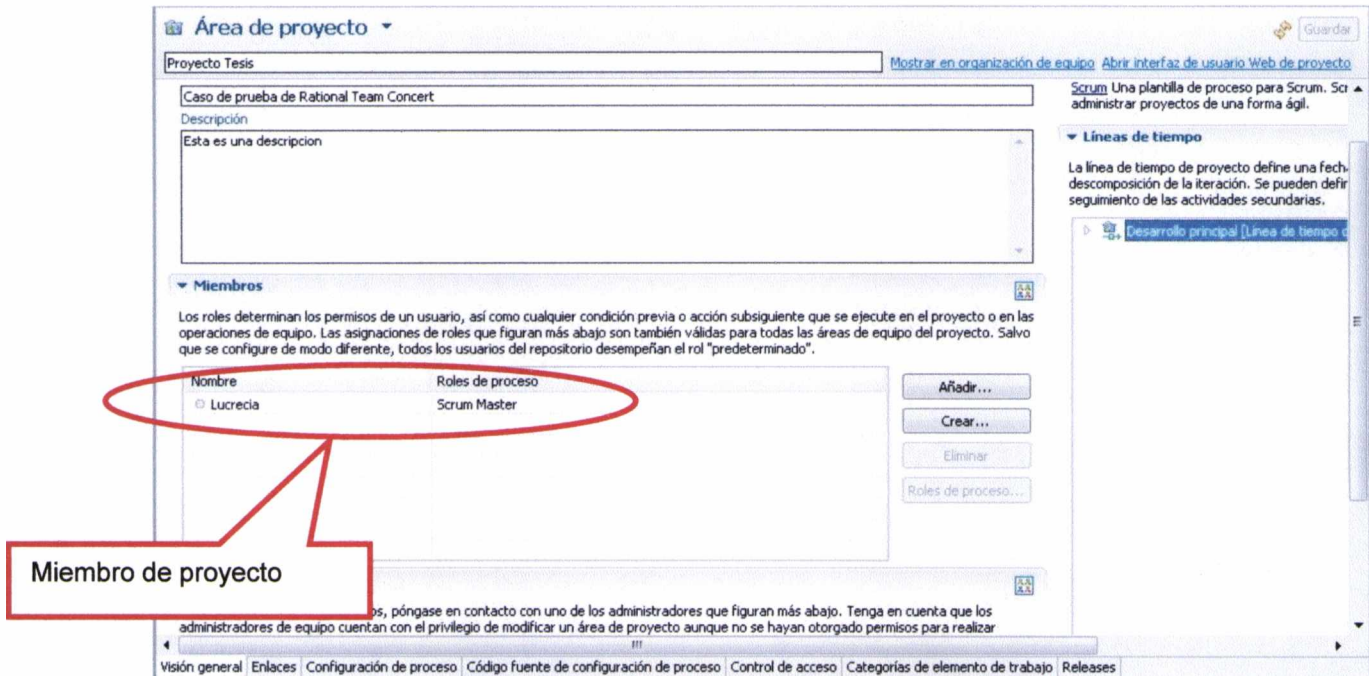 Área de proyecto
Guardar
Proyecto Tesis
Mostrar en organización de equipo Abrir interfaz de usuario Web de proyecto
Caso de prueba de Rational Team Concert
Descripción
Esta es una descripcion
Scrum Una plantilla de proceso para Scrum. Scr
administrar proyectos de una forma ágil.
Líneas de tiempo
La línea de tiempo de proyecto define una fech
descomposición de la iteración. Se pueden defir
seguimiento de las actividades secundarias.
Desarrollo principal [Línea de tiempo d
Miembros
Los roles determinan los permisos de un usuario, así como cualquier condición previa o acción subsiguiente que se ejecute en el proyecto o en las
operaciones de equipo. Las asignaciones de roles que figuran más abajo son también válidas para todas las áreas de equipo del proyecto. Salvo
que se configure de modo diferente, todos los usuarios del repositorio desempeñan el rol "predeterminado".
Nombre Roles de proceso
Lucrecia Scrum Master
Añadir...
Crear...
Eliminar
Roles de proceso...
Miembro de proyecto
os, póngase en contacto con uno de los administradores que figuran más abajo. Tenga en cuenta que los
administradores de equipo cuentan con el privilegio de modificar un área de proyecto aunque no se hayan otorgado permisos para realizar
Visión general Enlaces Configuración de proceso Código fuente de configuración de proceso Control de acceso Categorías de elemento de trabajo Releases